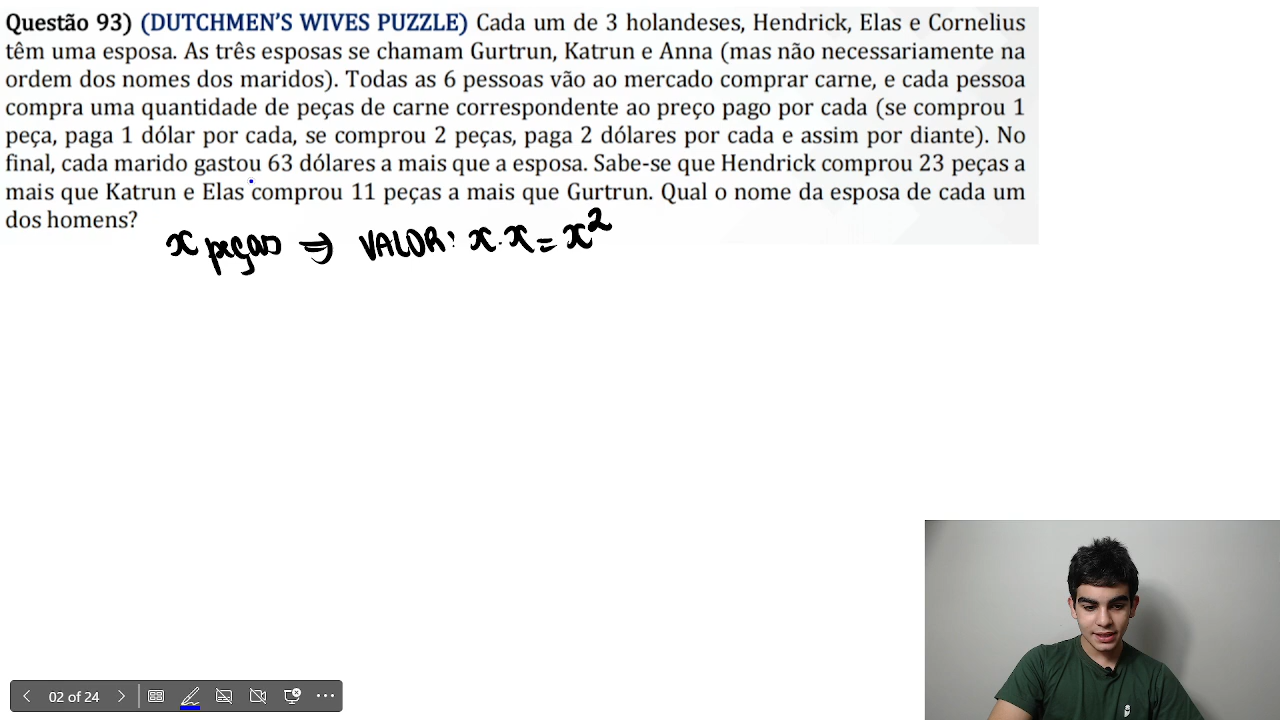 Questão 93) (DUTCHMEN'S WIVES PUZZLE) Cada um de 3 holandeses, Hendrick, Elas e Cornelius
têm uma esposa. As três esposas se chamam Gurtrun, Katrun e Anna (mas não necessariamente na
ordem dos nomes dos maridos). Todas as 6 pessoas vão ao mercado comprar carne, e cada pessoa
compra uma quantidade de peças de carne correspondente ao preço pago por cada (se comprou 1
peça, paga 1 dólar por cada, se comprou 2 peças, paga 2 dólares por cada e assim por diante). No
final, cada marido gastou 63 dólares a mais que a esposa. Sabe-se que Hendrick comprou 23 peças a
mais que Katrun e Elas comprou 11 peças a mais que Gurtrun. Qual o nome da esposa de cada um
dos homens?
x peças ⇒ VALOR: x.x = x²
02 of 24